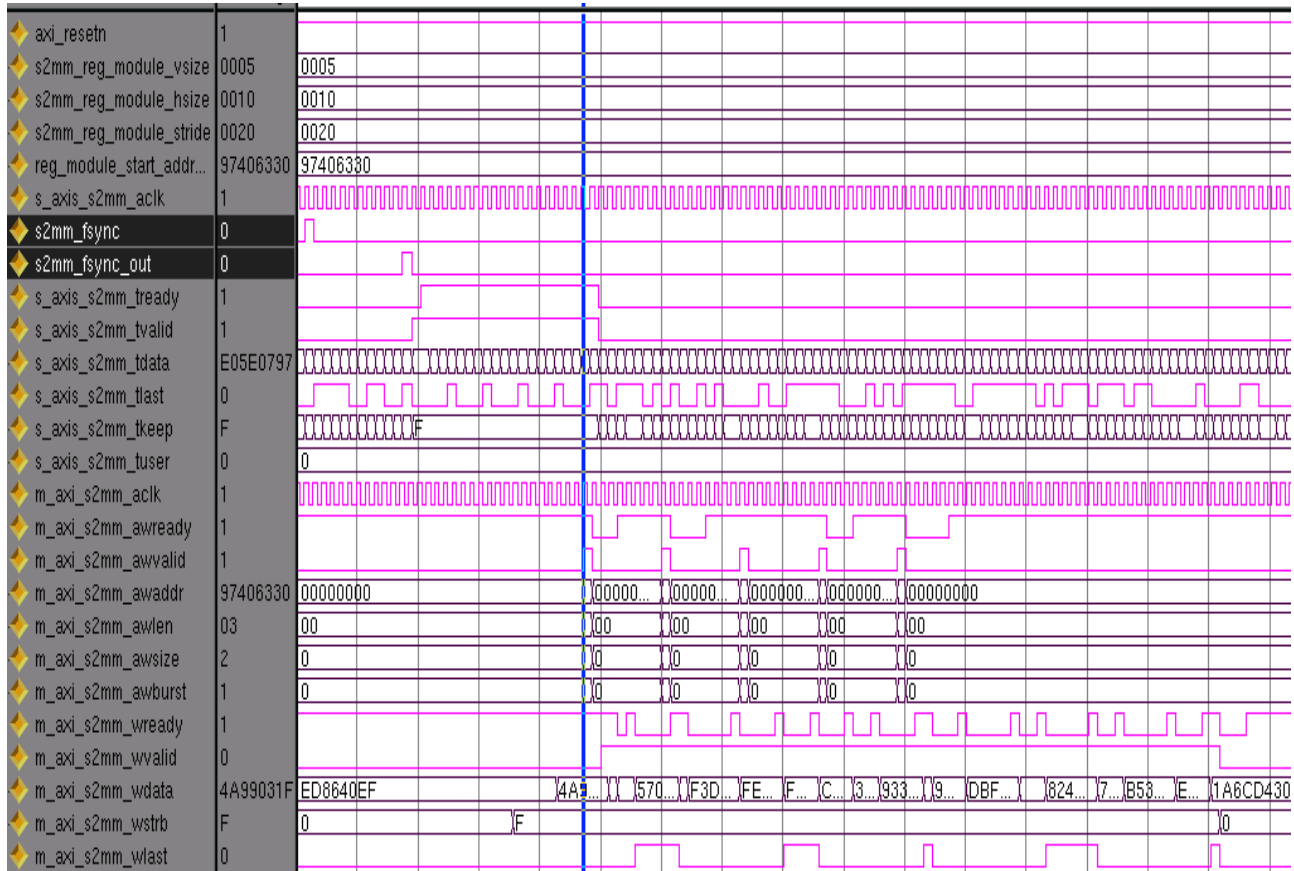 axi_resetn 1
s2mm_reg_module_vsize 0005 0005
s2mm_reg_module_hsize 0010 0010
s2mm_reg_module_stride 0020 0020
reg_module_start_addr... 97406330 97406330
s_axis_s2mm_aclk 1
s2mm_fsync 0
s2mm_fsync_out 0
s_axis_s2mm_tready 1
s_axis_s2mm_tvalid 1
s_axis_s2mm_tdata E05E0797
s_axis_s2mm_tlast 0
s_axis_s2mm_tkeep F F
s_axis_s2mm_tuser 0 0
m_axi_s2mm_aclk 1
m_axi_s2mm_awready 1
m_axi_s2mm_awvalid 1
m_axi_s2mm_awaddr 97406330 00000000 00000... 00000... 000000... 000000... 00000000
m_axi_s2mm_awlen 03 00 00 00 00 00 00
m_axi_s2mm_awsize 2 0 0 0 0 0 0
m_axi_s2mm_awburst 1 0 0 0 0 0 0
m_axi_s2mm_wready 1
m_axi_s2mm_wvalid 0
m_axi_s2mm_wdata 4A99031F ED8640EF 570... F3D... FE... F... C... 3... 933... 9... DBF... 824... 7... B53... E... 1A6CD430
m_axi_s2mm_wstrb F 0 F 0
m_axi_s2mm_wlast 0